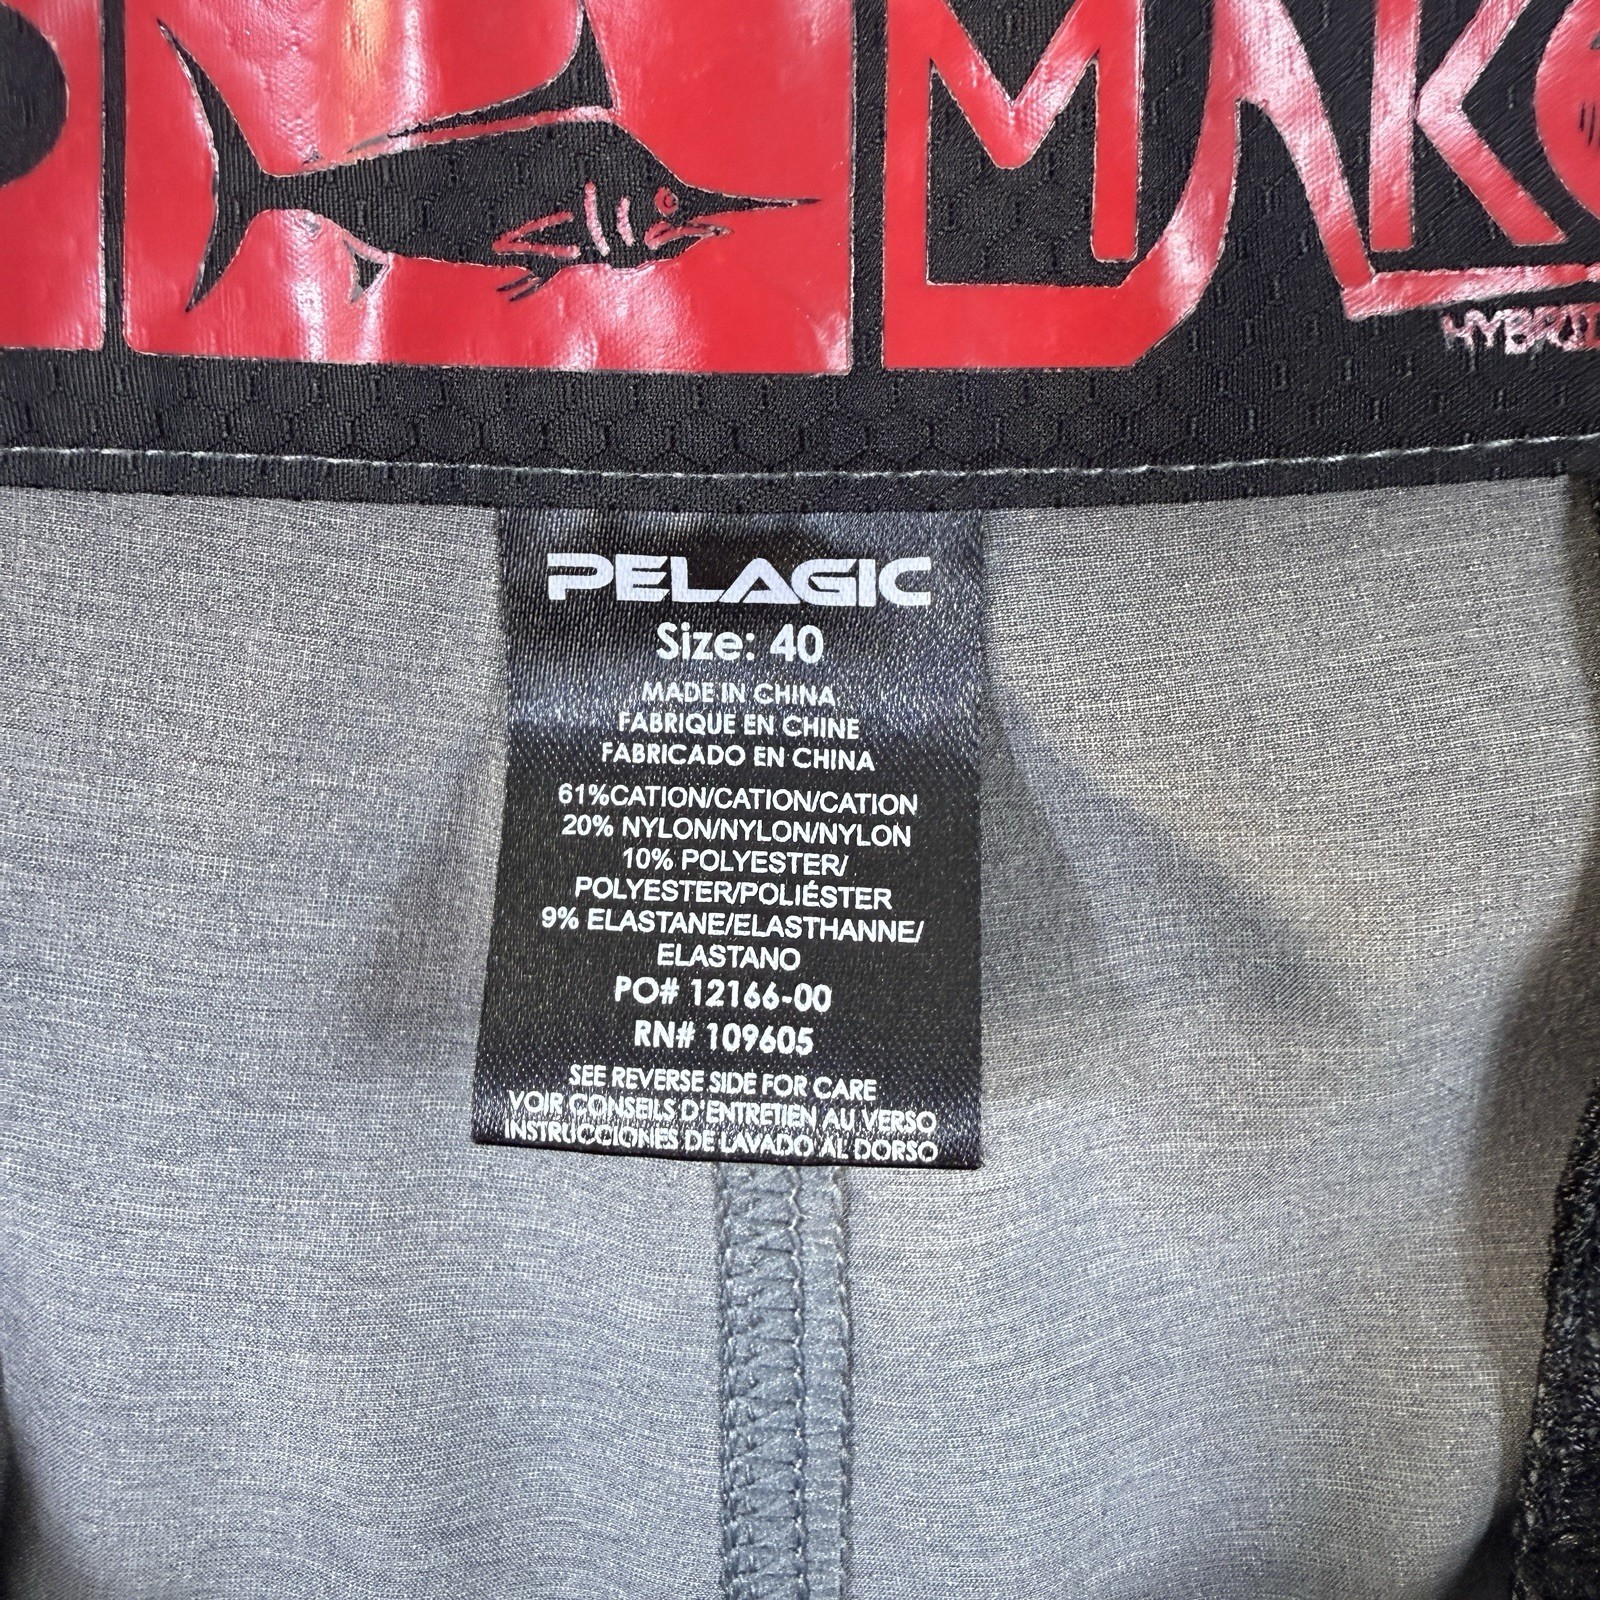 MAKO
HYBRID
PELAGIC
Size: 40
MADE IN CHINA
FABRIQUE EN CHINE
FABRICADO EN CHINA
61%CATION/CATION/CATION
20% NYLON/NYLON/NYLON
10% POLYESTER/
POLYESTER/POLIÉSTER
9% ELASTANE/ELASTHANNE/
ELASTANO
PO# 12166-00
RN# 109605
SEE REVERSE SIDE FOR CARE
VOIR CONSEILS D'ENTRETIEN AU VERSO
INSTRUCCIONES DE LAVADO AL DORSO